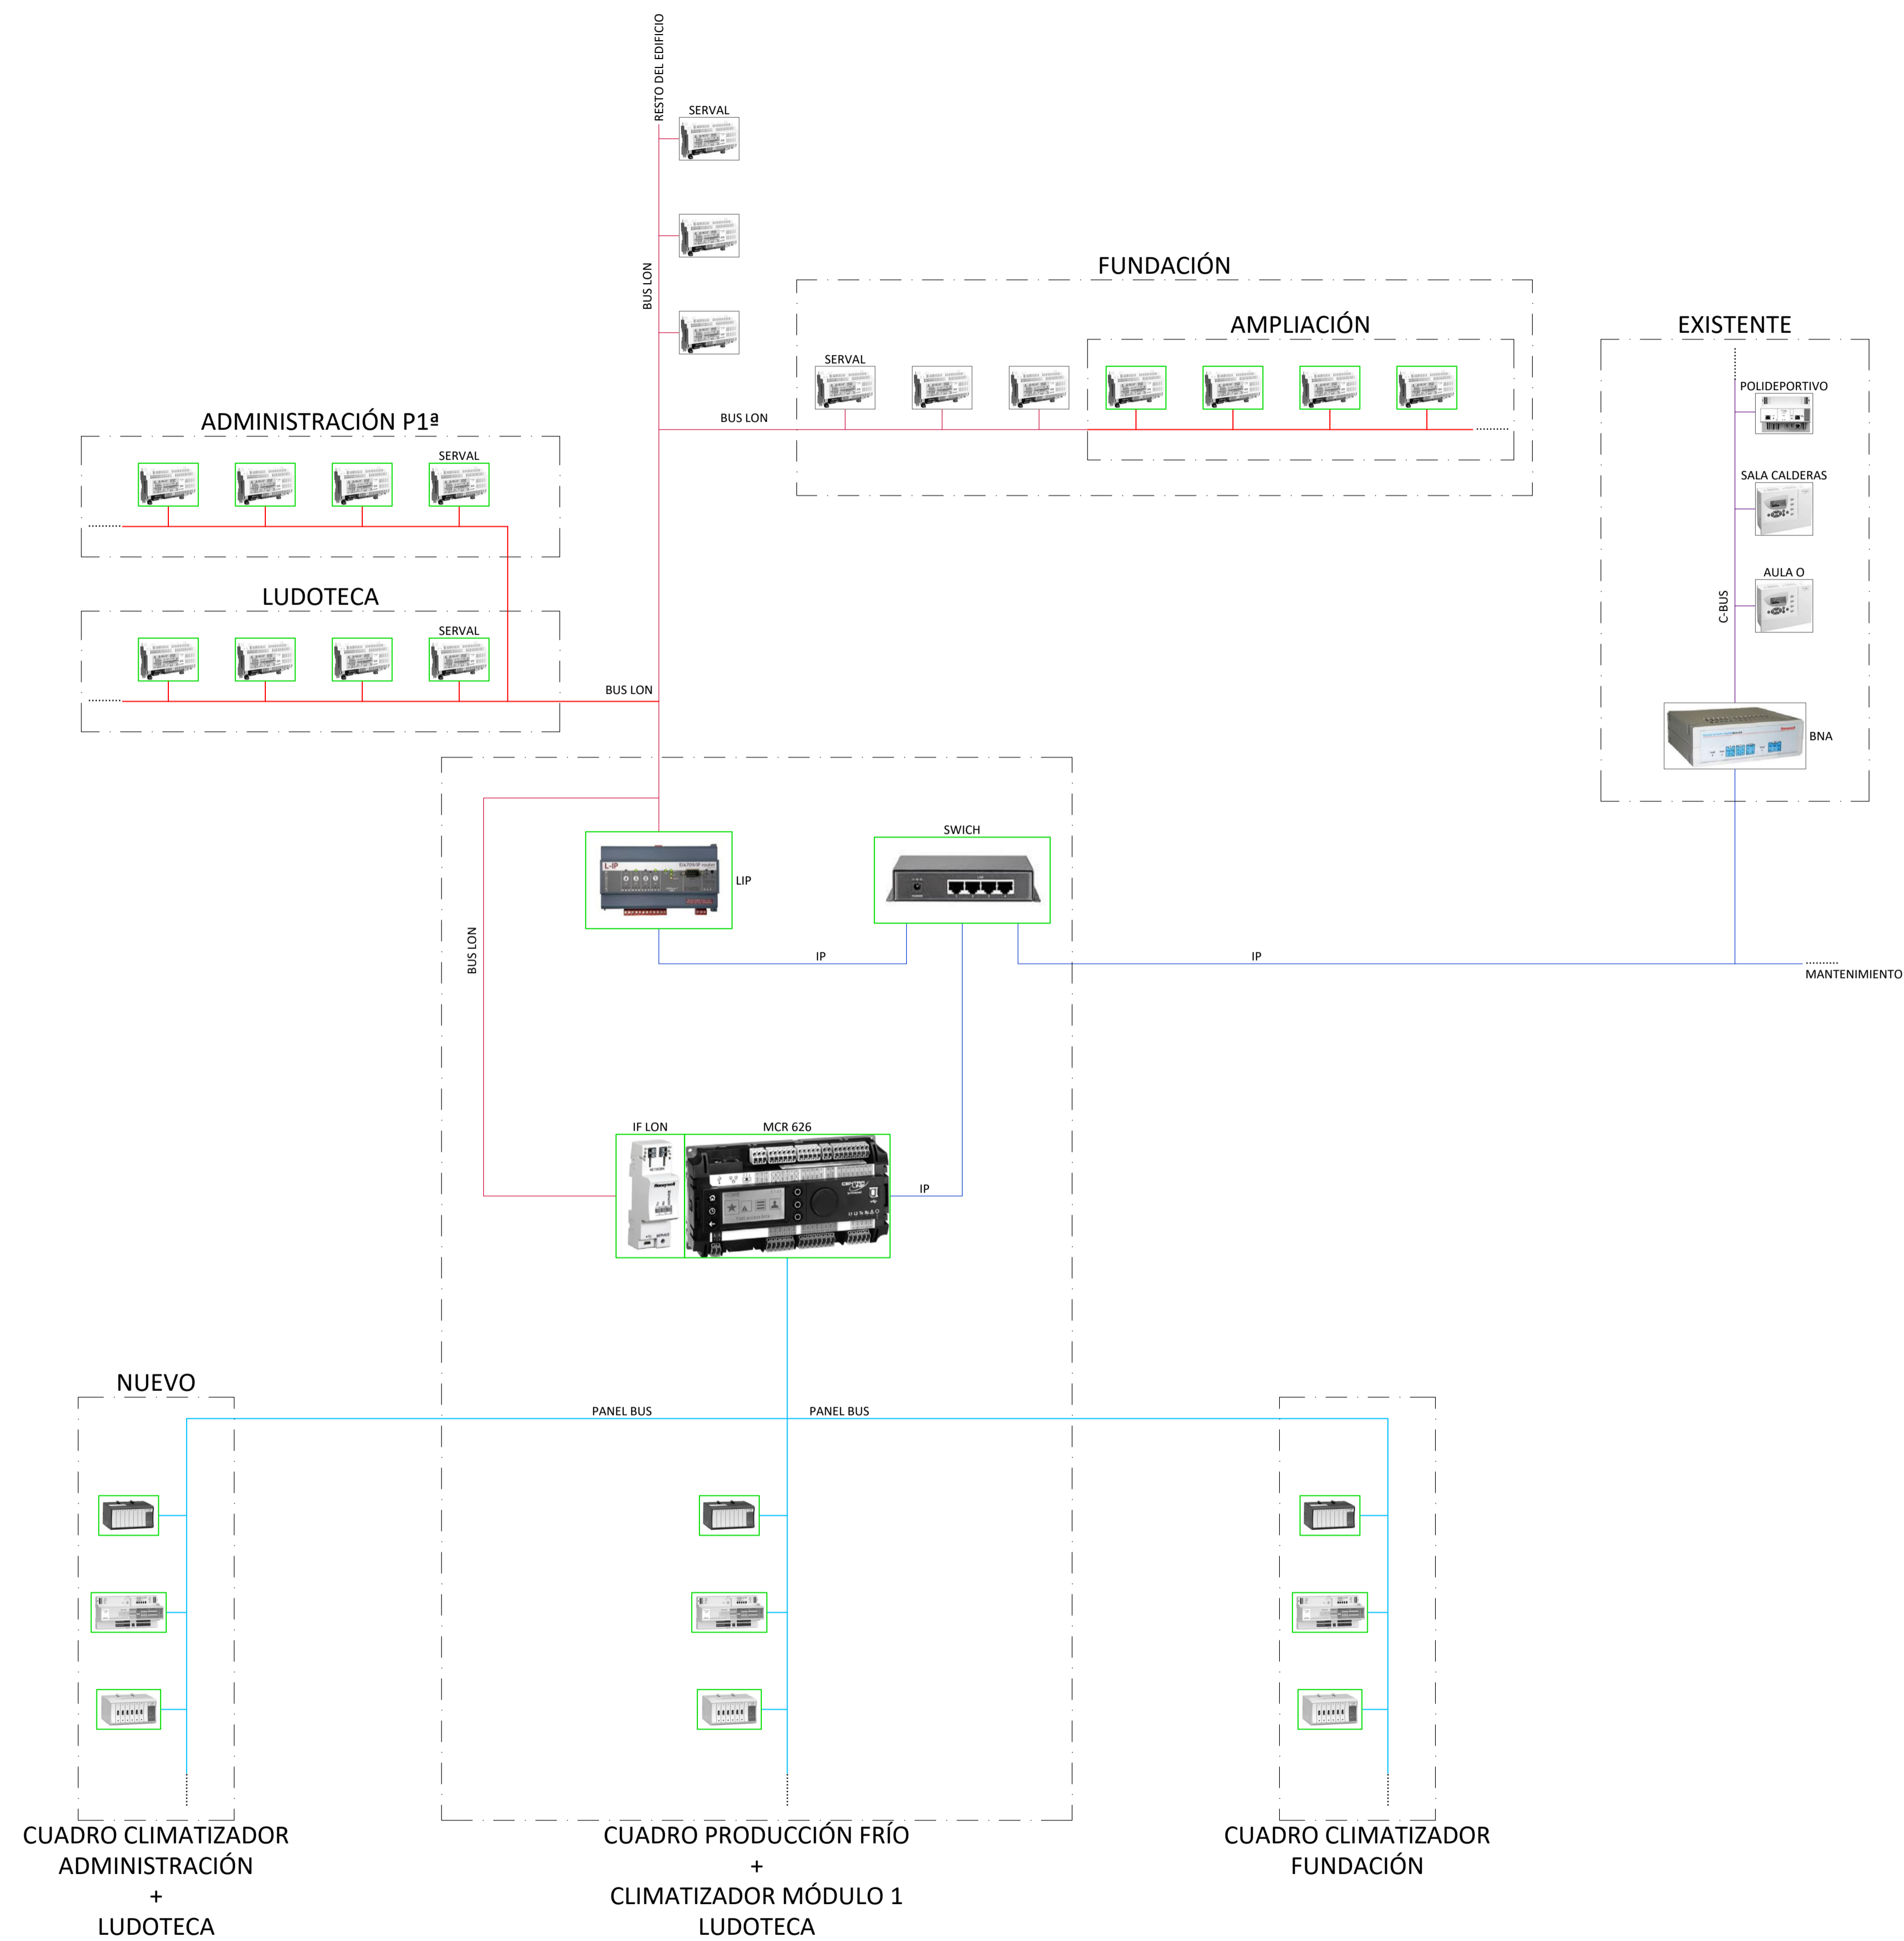 RESTO DEL EDIFICIO
SERVAL
BUS LON
FUNDACIÓN
AMPLIACIÓN
EXISTENTE
SERVAL
BUS LON
POLIDEPORTIVO
ADMINISTRACIÓN P1ª
SERVAL
SALA CALDERAS
AULA O
C-BUS
LUDOTECA
SERVAL
BUS LON
BNA
SWICH
L-IP
LIP
BUS LON
IP
IP
MANTENIMIENTO
IF LON
MCR 626
Honeywell
IP
NUEVO
PANEL BUS
PANEL BUS
CUADRO CLIMATIZADOR
ADMINISTRACIÓN
+
LUDOTECA
CUADRO PRODUCCIÓN FRÍO
+
CLIMATIZADOR MÓDULO 1
LUDOTECA
CUADRO CLIMATIZADOR
FUNDACIÓN